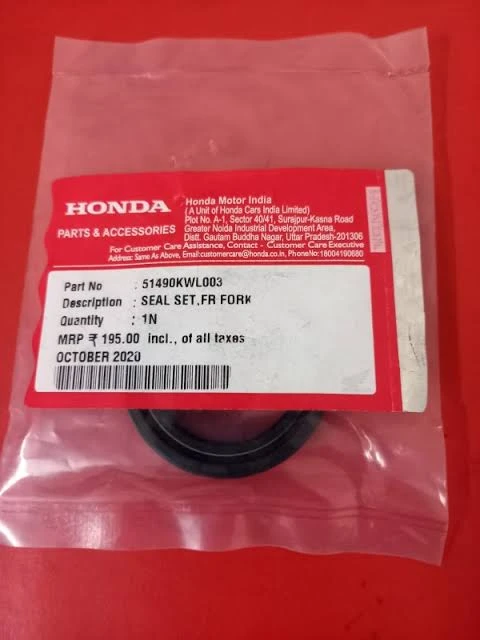 HONDA
PARTS & ACCESSORIES
Honda Motor India
( A Unit of Honda Cars India Limited)
Plot No. A-1, Sector 40/41, Surajpur-Kasna Road
Greater Noida Industrial Development Area,
Distt. Gautam Buddha Nagar, Uttar Pradesh-201306
For Customer Care Assistance, Contact - Customer Care Executive
Address: Same As Above, Email:customercare@honda.co.in, PhoneNo: 18004190680
Part No : 51490KWL003
Description : SEAL SET,FR FORK
Quantity : 1N
MRP ₹ 195.00 incl., of all taxes
OCTOBER 2020